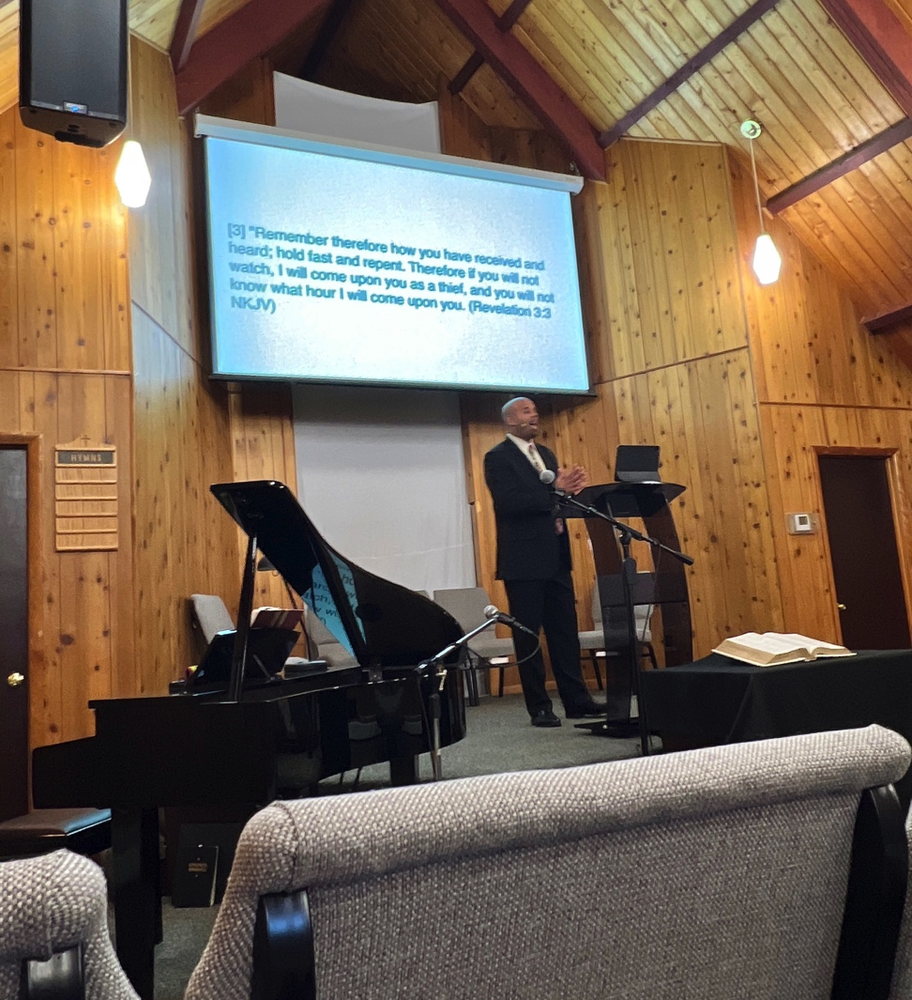 [3] "Remember therefore how you have received and
heard; hold fast and repent. Therefore if you will not
watch, I will come upon you as a thief, and you will not
know what hour I will come upon you. (Revelation 3:3
NKJV)
HYMNS